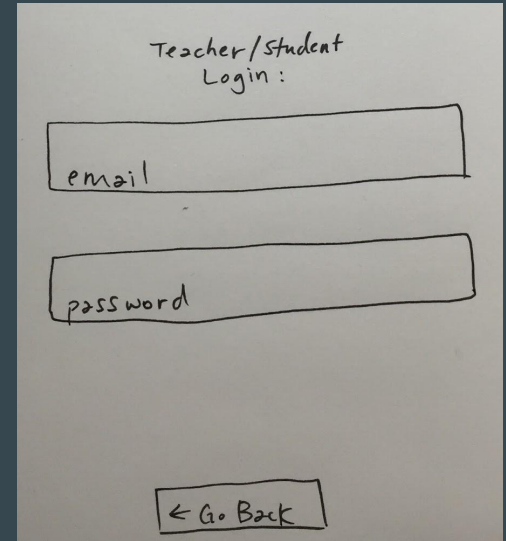 Teacher/Student
Login:
email
password
← Go Back